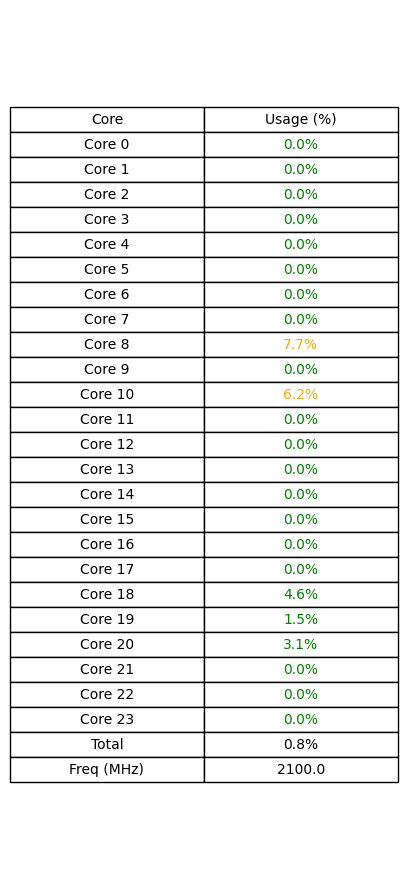 Core Usage (%)
Core 0 0.0%
Core 1 0.0%
Core 2 0.0%
Core 3 0.0%
Core 4 0.0%
Core 5 0.0%
Core 6 0.0%
Core 7 0.0%
Core 8 7.7%
Core 9 0.0%
Core 10 6.2%
Core 11 0.0%
Core 12 0.0%
Core 13 0.0%
Core 14 0.0%
Core 15 0.0%
Core 16 0.0%
Core 17 0.0%
Core 18 4.6%
Core 19 1.5%
Core 20 3.1%
Core 21 0.0%
Core 22 0.0%
Core 23 0.0%
Total 0.8%
Freq (MHz) 2100.0